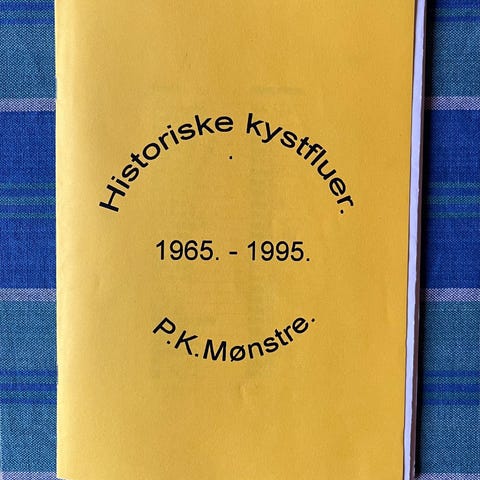 Historiske kystfluer.
1965. - 1995.
P.K.Mønstre.